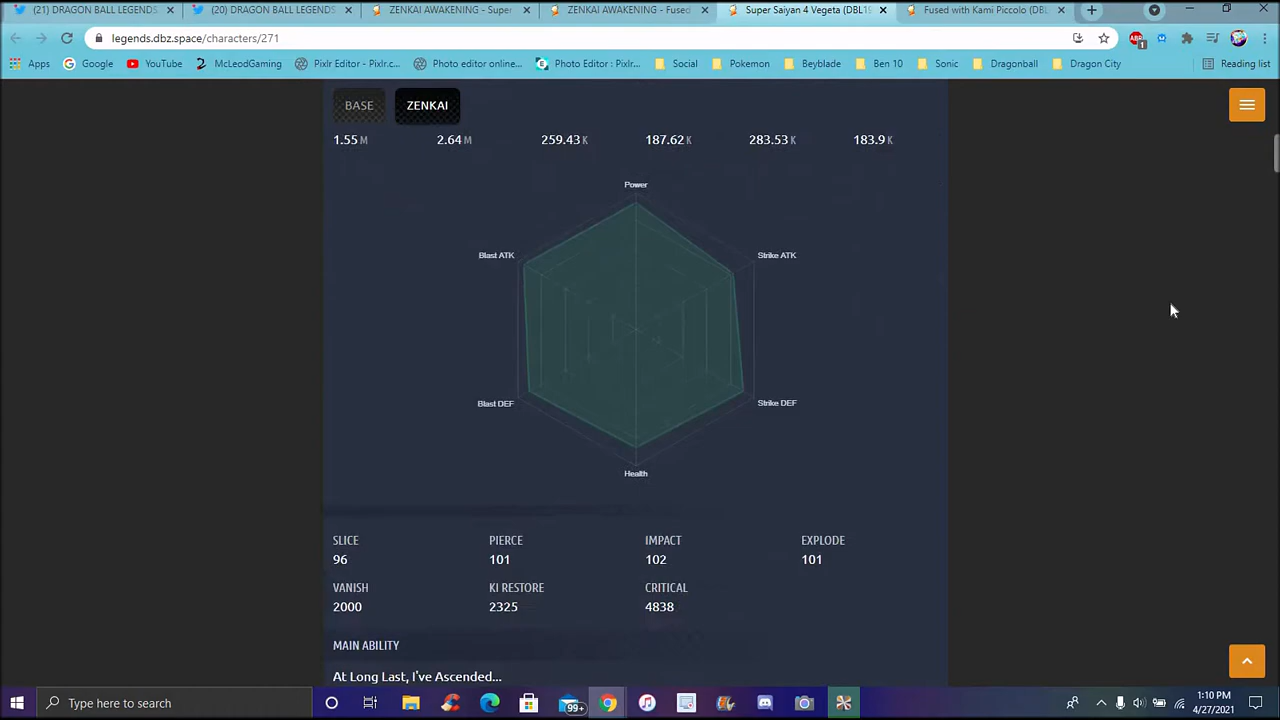 (21) DRAGON BALL LEGENDS
(20) DRAGON BALL LEGENDS
ZENKAI AWAKENING - Super
ZENKAI AWAKENING - Fused
Super Saiyan 4 Vegeta (DBL19
Fused with Kami Piccolo (DBL
legends.dbz.space/characters/271
ABP
1
Apps
Google
YouTube
McLeodGaming
Pixlr Editor - Pixlr.c...
Photo editor online...
Photo Editor : Pixlr...
Social
Pokemon
Beyblade
Ben 10
Sonic
Dragonball
Dragon City
Reading list
BASE
ZENKAI
1.55 M 2.64 M 259.43 K 187.62 K 283.53 K 183.9 K
Power
Blast ATK
Strike ATK
Blast DEF
Strike DEF
Health
SLICE PIERCE IMPACT EXPLODE
96 101 102 101
VANISH KI RESTORE CRITICAL
2000 2325 4838
MAIN ABILITY
At Long Last, I've Ascended...
Type here to search
99+
1:10 PM
4/27/2021